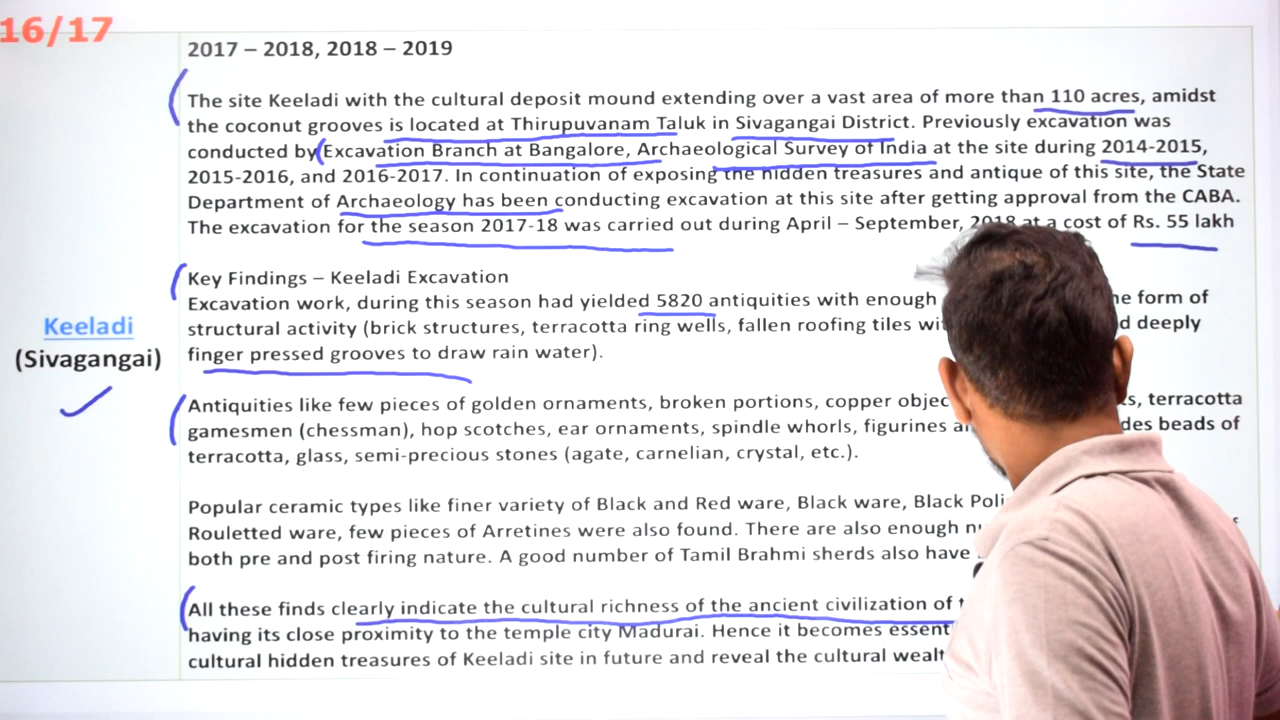 16/17
2017 – 2018, 2018 – 2019
The site Keeladi with the cultural deposit mound extending over a vast area of more than 110 acres, amidst
the coconut grooves is located at Thirupuvanam Taluk in Sivagangai District. Previously excavation was
conducted by Excavation Branch at Bangalore, Archaeological Survey of India at the site during 2014-2015,
2015-2016, and 2016-2017. In continuation of exposing the hidden treasures and antique of this site, the State
Department of Archaeology has been conducting excavation at this site after getting approval from the CABA.
The excavation for the season 2017-18 was carried out during April – September, 2018 at a cost of Rs. 55 lakh
Key Findings – Keeladi Excavation
Excavation work, during this season had yielded 5820 antiquities with enough form of
structural activity (brick structures, terracotta ring wells, fallen roofing tiles deeply
finger pressed grooves to draw rain water).
Keeladi
(Sivagangai)
Antiquities like few pieces of golden ornaments, broken portions, copper terracotta
gamesmen (chessman), hop scotches, ear ornaments, spindle whorls, figurines beads of
terracotta, glass, semi-precious stones (agate, carnelian, crystal, etc.).
Popular ceramic types like finer variety of Black and Red ware, Black ware, Black
Rouletted ware, few pieces of Arretines were also found. There are also enough
both pre and post firing nature. A good number of Tamil Brahmi sherds also have
All these finds clearly indicate the cultural richness of the ancient civilization of
having its close proximity to the temple city Madurai. Hence it becomes
cultural hidden treasures of Keeladi site in future and reveal the cultural